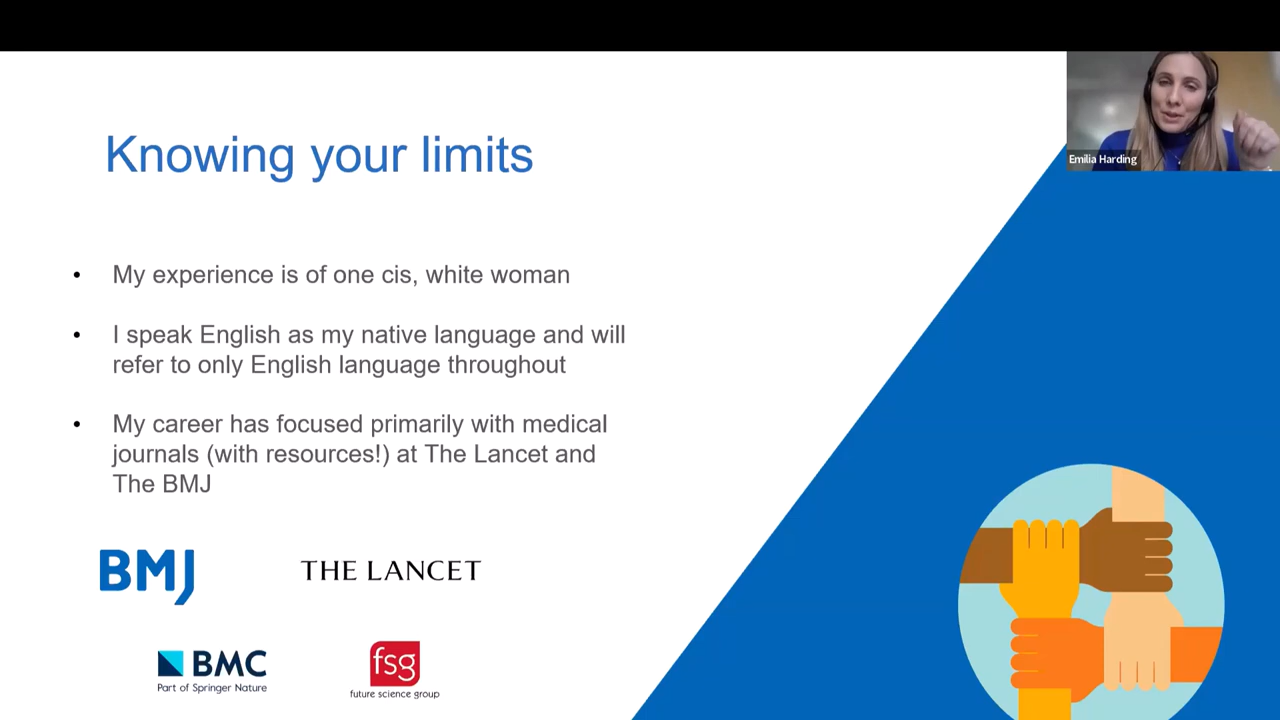 Knowing your limits
Emilia Harding
• My experience is of one cis, white woman
• I speak English as my native language and will
refer to only English language throughout
• My career has focused primarily with medical
journals (with resources!) at The Lancet and
The BMJ
BMJ
THE LANCET
BMC
Part of Springer Nature
fsg
future science group